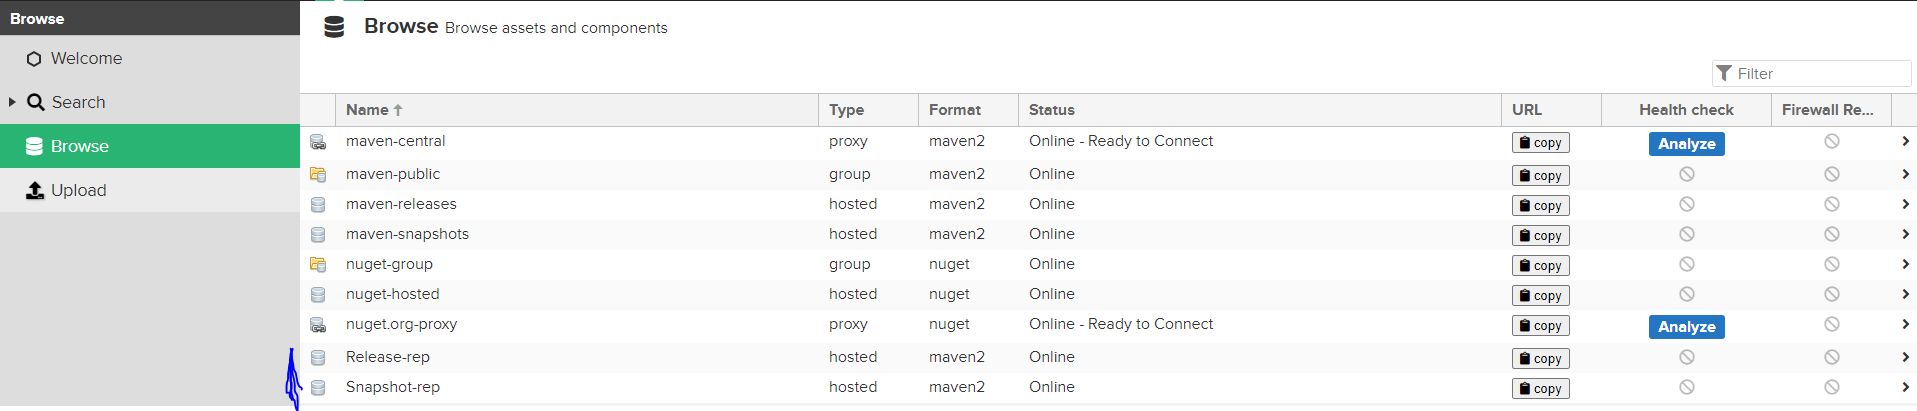 Browse
Welcome
Search
Browse
Upload
Browse Browse assets and components
Filter
Name Type Format Status URL Health check Firewall Re...
maven-central proxy maven2 Online - Ready to Connect copy Analyze
maven-public group maven2 Online copy
maven-releases hosted maven2 Online copy
maven-snapshots hosted maven2 Online copy
nuget-group group nuget Online copy
nuget-hosted hosted nuget Online copy
nuget.org-proxy proxy nuget Online - Ready to Connect copy Analyze
Release-rep hosted maven2 Online copy
Snapshot-rep hosted maven2 Online copy